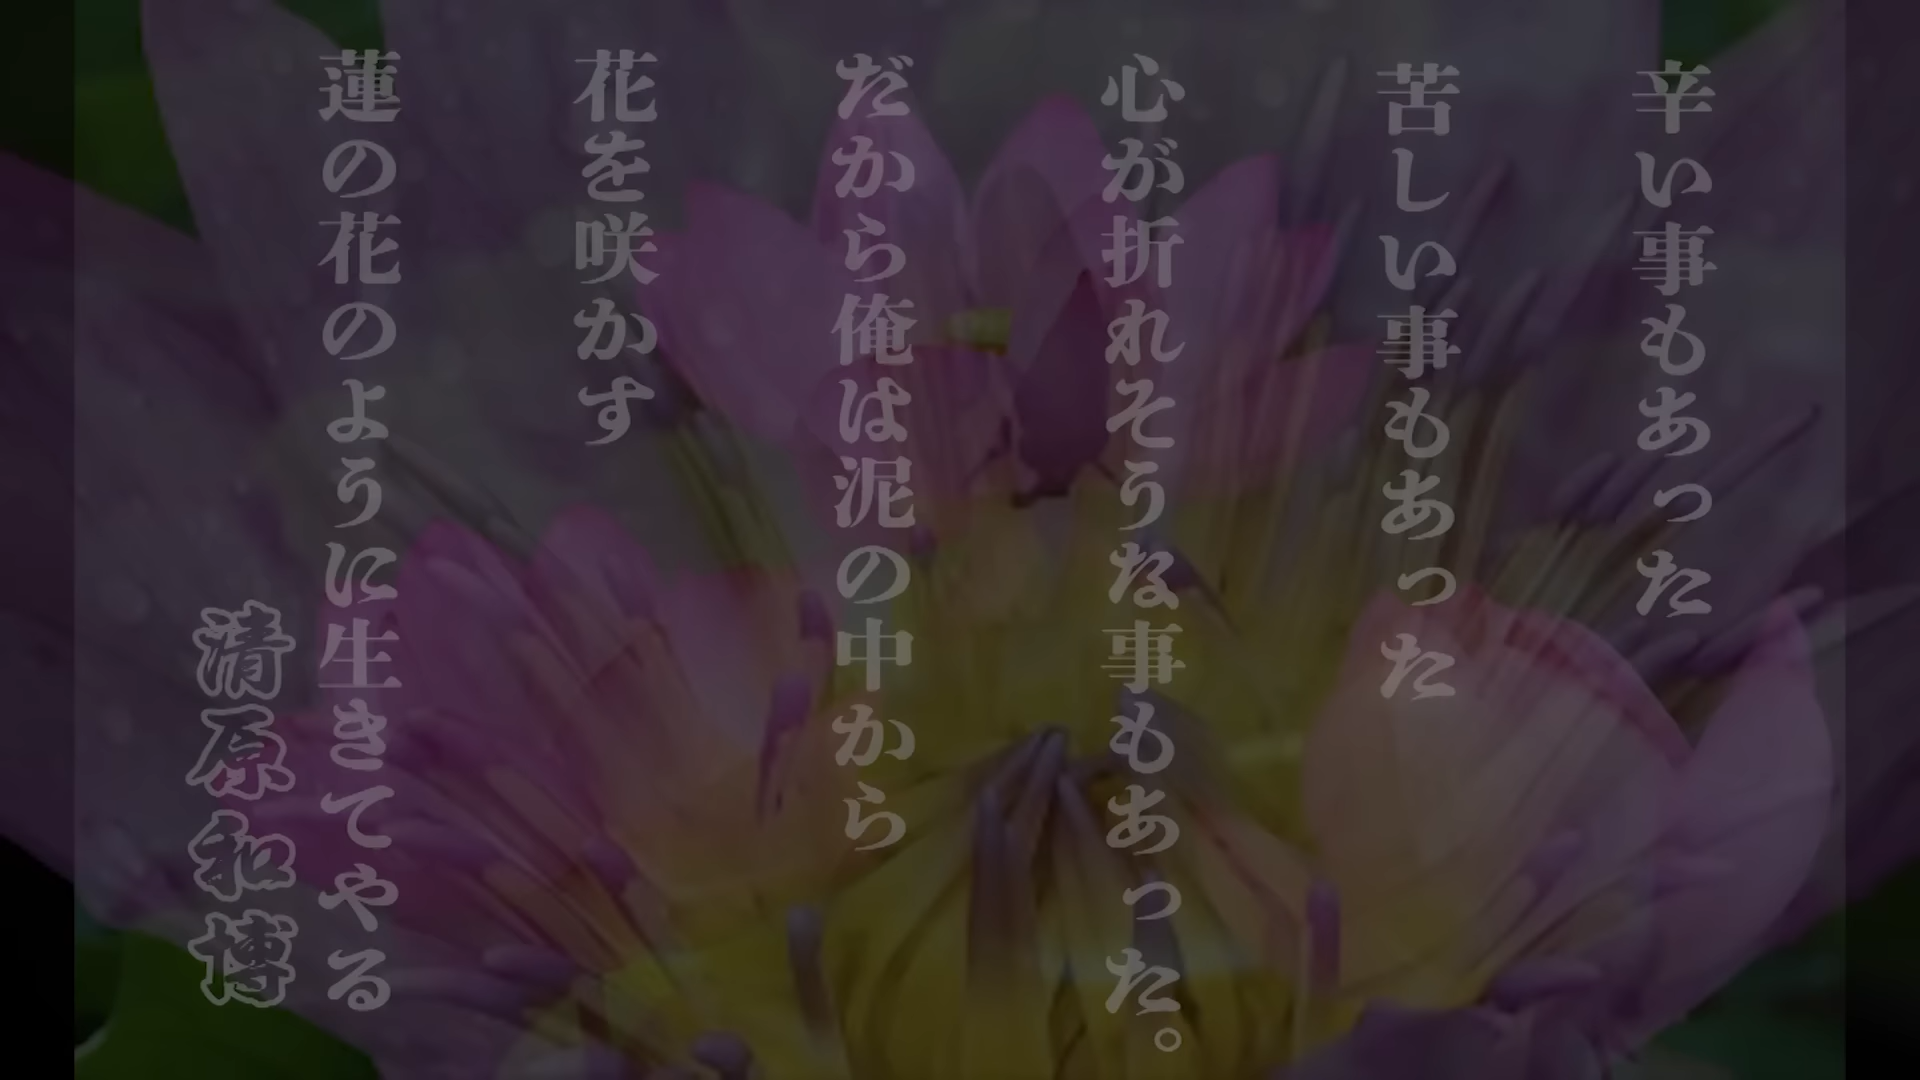 辛い事もあった
苦しい事もあった
心が折れそうな事もあった。
だから俺は泥の中から
花を咲かす
蓮の花のように生きてやる
清原和博